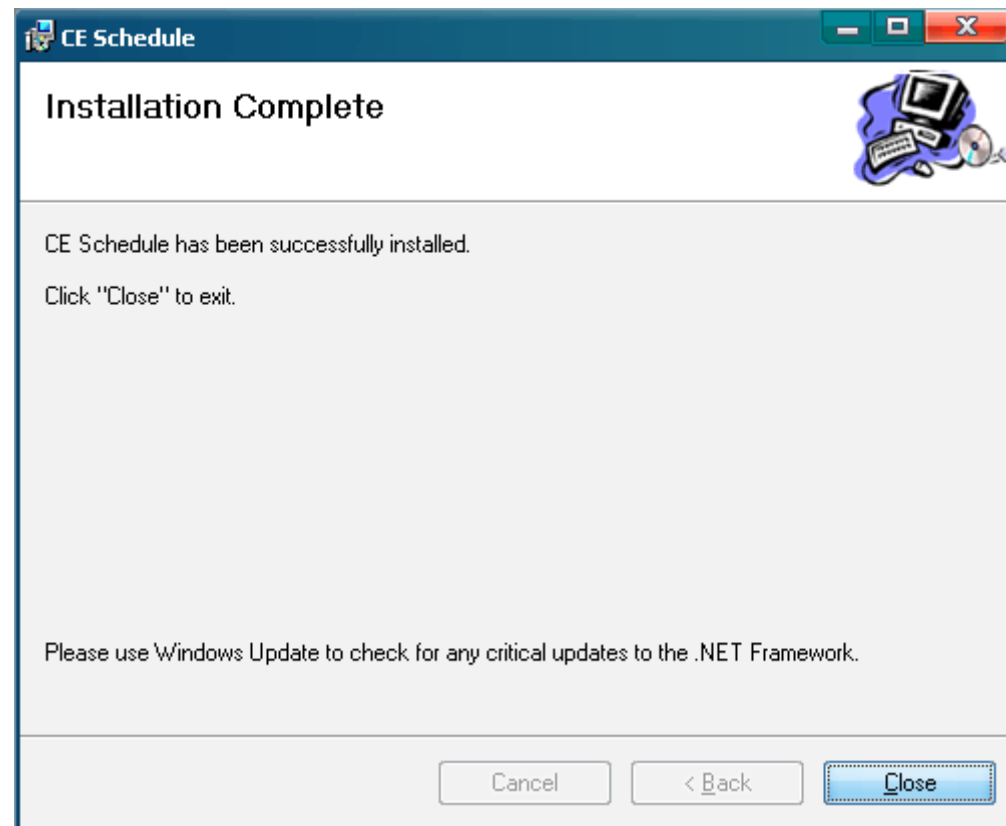 CE Schedule
Installation Complete
CE Schedule has been successfully installed.
Click "Close" to exit.
Please use Windows Update to check for any critical updates to the .NET Framework.
Cancel
< Back
Close